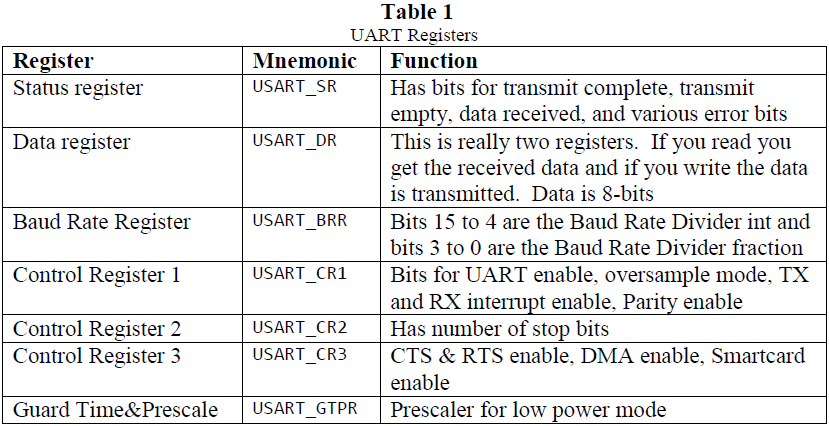 Table 1
UART Registers
Register Mnemonic Function
Status register USART_SR Has bits for transmit complete, transmit
empty, data received, and various error bits
Data register USART_DR This is really two registers.  If you read you
get the received data and if you write the data
is transmitted.  Data is 8-bits
Baud Rate Register USART_BRR Bits 15 to 4 are the Baud Rate Divider int and
bits 3 to 0 are the Baud Rate Divider fraction
Control Register 1 USART_CR1 Bits for UART enable, oversample mode, TX
and RX interrupt enable, Parity enable
Control Register 2 USART_CR2 Has number of stop bits
Control Register 3 USART_CR3 CTS & RTS enable, DMA enable, Smartcard
enable
Guard Time&Prescale USART_GTPR Prescaler for low power mode